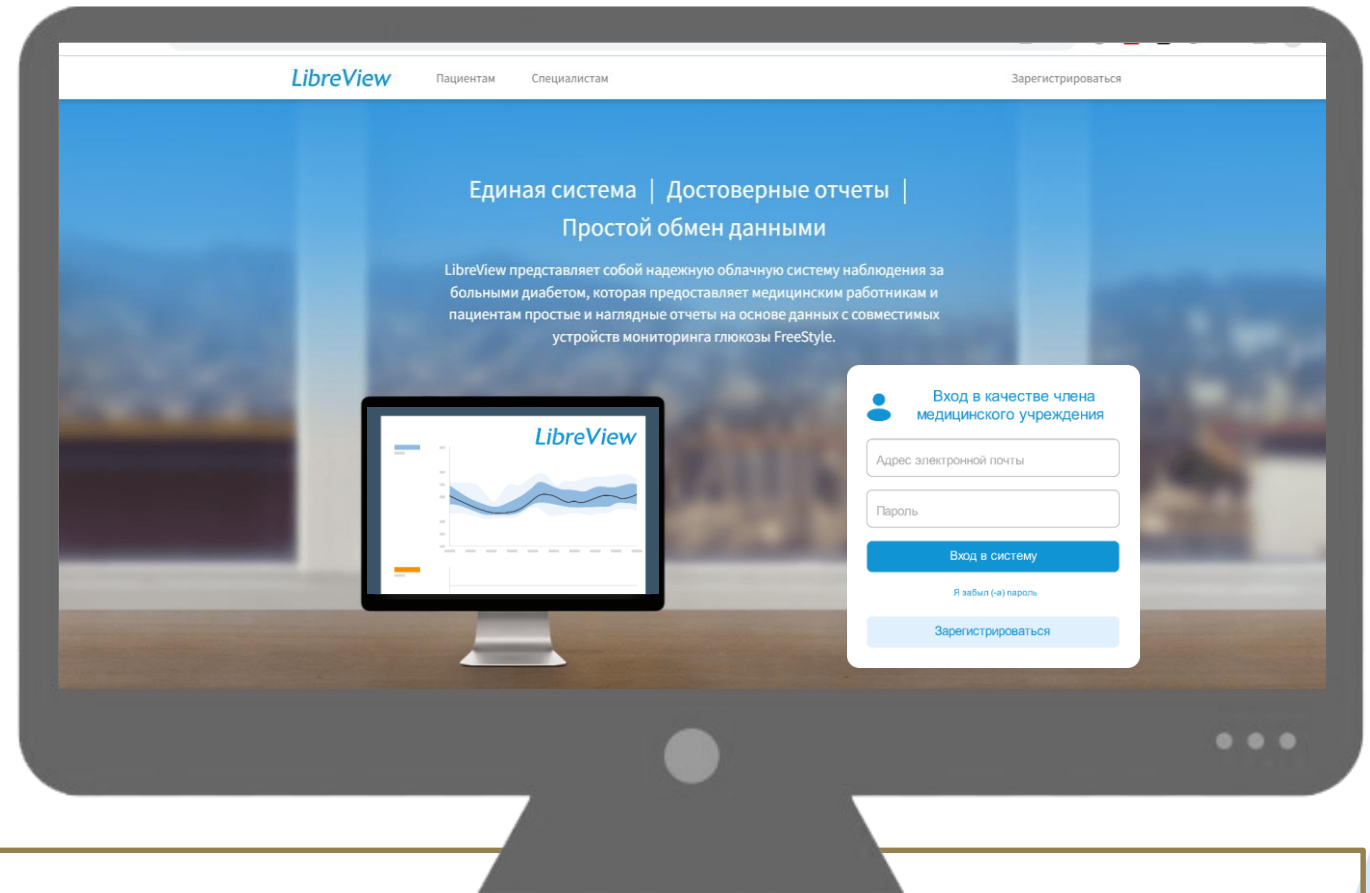 LibreView Пациентам Специалистам Зарегистрироваться
Единая система | Достоверные отчеты |
Простой обмен данными
LibreView представляет собой надежную облачную систему наблюдения за
больными диабетом, которая предоставляет медицинским работникам и
пациентам простые и наглядные отчеты на основе данных с совместимых
устройств мониторинга глюкозы FreeStyle.
LibreView
Вход в качестве члена
медицинского учреждения
Адрес электронной почты
Пароль
Вход в систему
Я забыл (-а) пароль
Зарегистрироваться